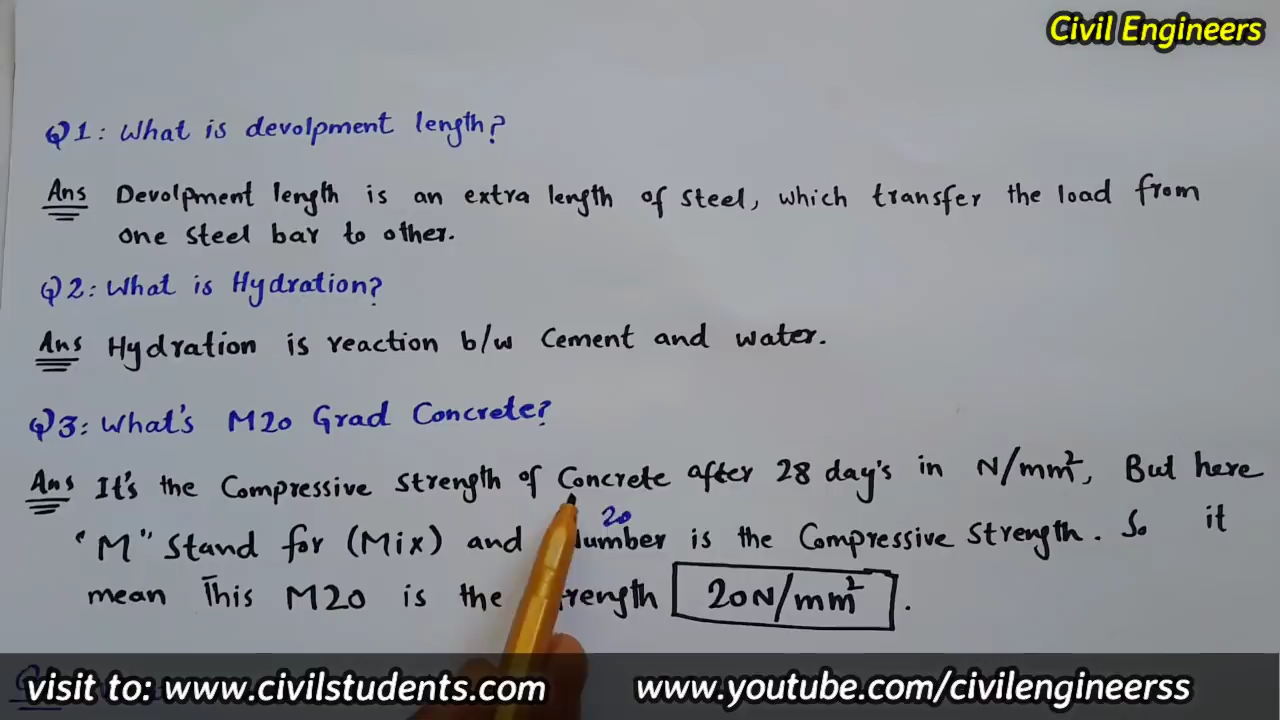 Civil Engineers
Q1: What is devolpment length?
Ans Devolpment length is an extra length of steel, which transfer the load from
one steel bar to other.
Q2: What is Hydration?
Ans Hydration is reaction b/w Cement and water.
Q3: What's M20 Grad Concrete?
Ans It's the Compressive Strength of Concrete after 28 day's in N/mm², But here
20
"M" Stand for (Mix) and number is the Compressive Strength. So it
mean This M20 is the strength 20N/mm².
visit to: www.civilstudents.com www.youtube.com/civilengineerss